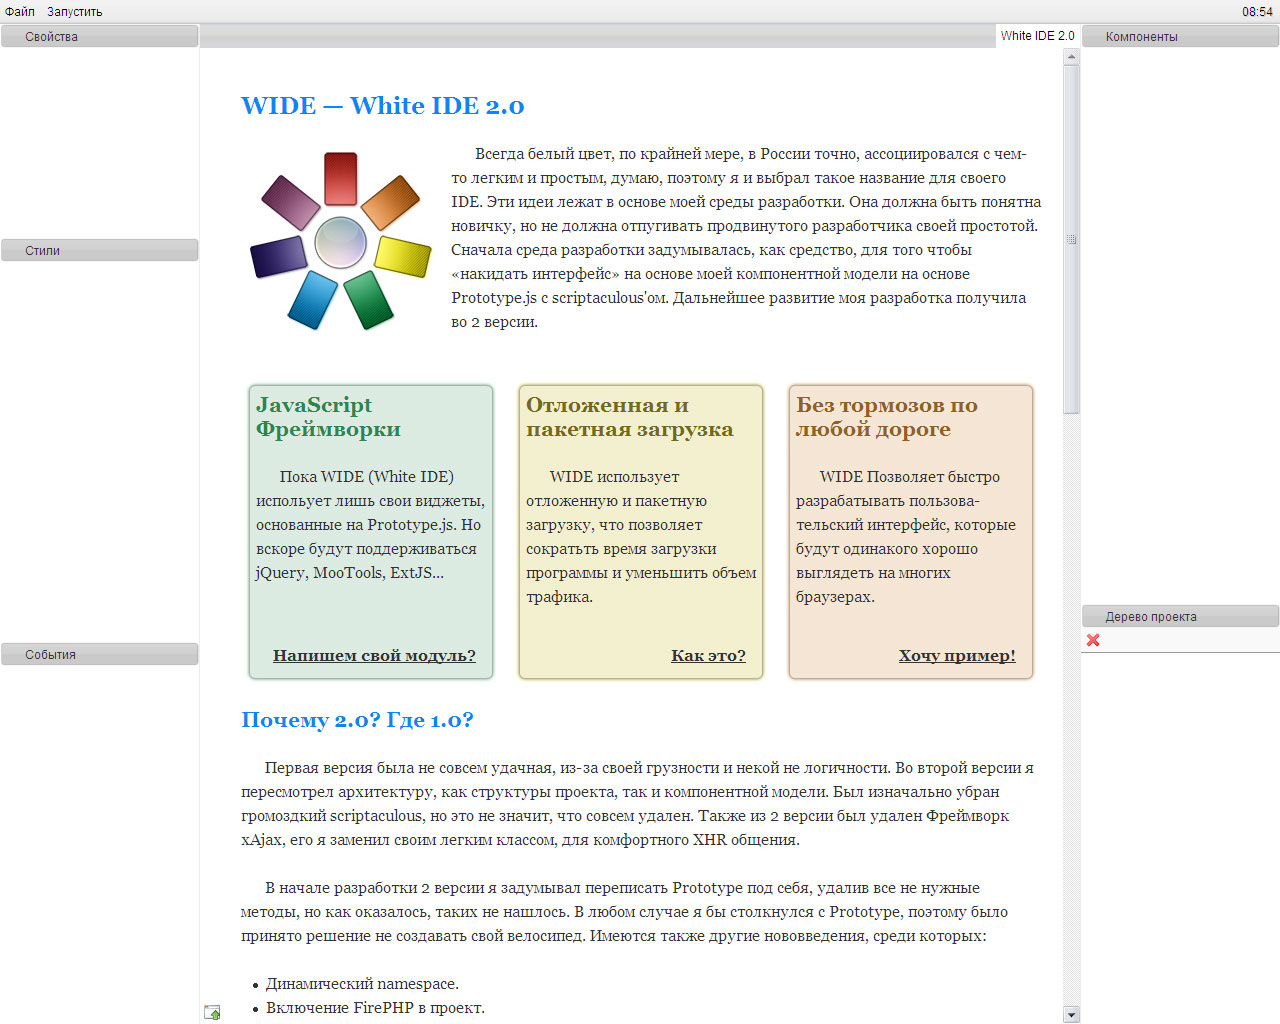 Файл Запустить 08:54
Свойства
White IDE 2.0
Компоненты
Стили
События
Дерево проекта
WIDE — White IDE 2.0
Всегда белый цвет, по крайней мере, в России точно, ассоциировался с чем-
то легким и простым, думаю, поэтому я и выбрал такое название для своего
IDE. Эти идеи лежат в основе моей среды разработки. Она должна быть понятна
новичку, но не должна отпугивать продвинутого разработчика своей простотой.
Сначала среда разработки задумывалась, как средство, для того чтобы
«накидать интерфейс» на основе моей компонентной модели на основе
Prototype.js с scriptaculous'ом. Дальнейшее развитие моя разработка получила
во 2 версии.
JavaScript
Фреймворки
Пока WIDE (White IDE)
испольует лишь свои виджеты,
основанные на Prototype.js. Но
вскоре будут поддерживаться
jQuery, MooTools, ExtJS...
Напишем свой модуль?
Отложенная и
пакетная загрузка
WIDE использует
отложенную и пакетную
загрузку, что позволяет
сократьть время загрузки
программы и уменьшить объем
трафика.
Как это?
Без тормозов по
любой дороге
WIDE Позволяет быстро
разрабатывать пользова-
тельский интерфейс, которые
будут одинакого хорошо
выглядеть на многих
браузерах.
Хочу пример!
Почему 2.0? Где 1.0?
Первая версия была не совсем удачная, из-за своей грузности и некой не логичности. Во второй версии я
пересмотрел архитектуру, как структуры проекта, так и компонентной модели. Был изначально убран
громоздкий scriptaculous, но это не значит, что совсем удален. Также из 2 версии был удален Фреймворк
xAjax, его я заменил своим легким классом, для комфортного XHR общения.
В начале разработки 2 версии я задумывал переписать Prototype под себя, удалив все не нужные
методы, но как оказалось, таких не нашлось. В любом случае я бы столкнулся с Prototype, поэтому было
принято решение не создавать свой велосипед. Имеются также другие нововведения, среди которых:
• Динамический namespace.
• Включение FirePHP в проект.